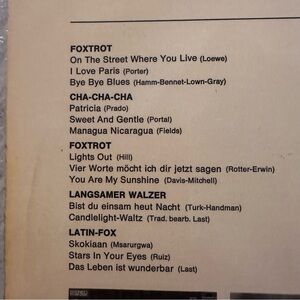 FOXTROT
On The Street Where You Live (Loewe)
I Love Paris (Porter)
Bye Bye Blues (Hamm-Bennet-Lown-Gray)
CHA-CHA-CHA
Patricia (Prado)
Sweet And Gentle (Portal)
Managua Nicaragua (Fields)
FOXTROT
Lights Out (Hill)
Vier Worte möcht ich dir jetzt sagen (Rotter-Erwin)
You Are My Sunshine (Davis-Mitchell)
LANGSAMER WALZER
Bist du einsam heut Nacht (Turk-Handman)
Candlelight-Waltz (Trad. bearb. Last)
LATIN-FOX
Skokiaan (Msarurgwa)
Stars In Your Eyes (Ruiz)
Das Leben ist wunderbar (Last)